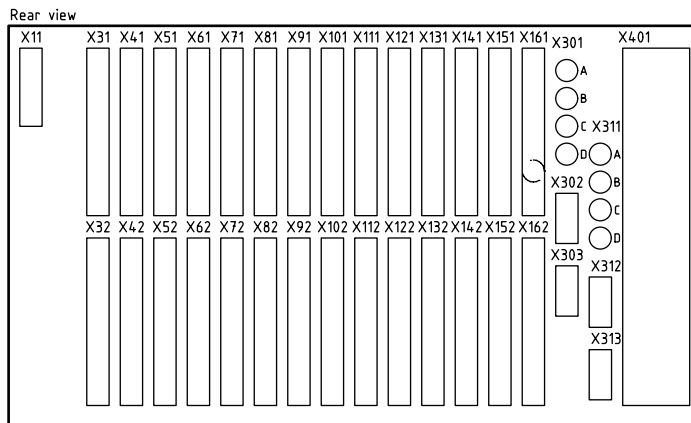 Rear view
X11 X31 X41 X51 X61 X71 X81 X91 X101 X111 X121 X131 X141 X151 X161 X301 X401
A
B
C X311
D A
X302 B
C
X32 X42 X52 X62 X72 X82 X92 X102 X112 X122 X132 X142 X152 X162
D
X303 X312
X313